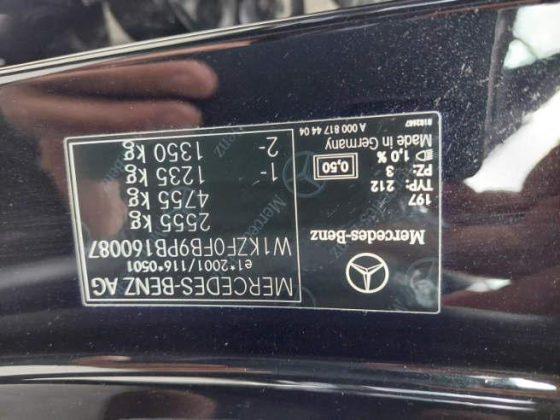 MERCEDES-BENZ AG
e1*2001/116*0501
W1KZF0FB9PB160087
2555 kg
4755 kg
1- 1235 kg
2- 1350 kg
Mercedes-Benz
197
TYP: 212
PZ: 3
1,0 %
0,50
Made in Germany
A 000 817 44 04